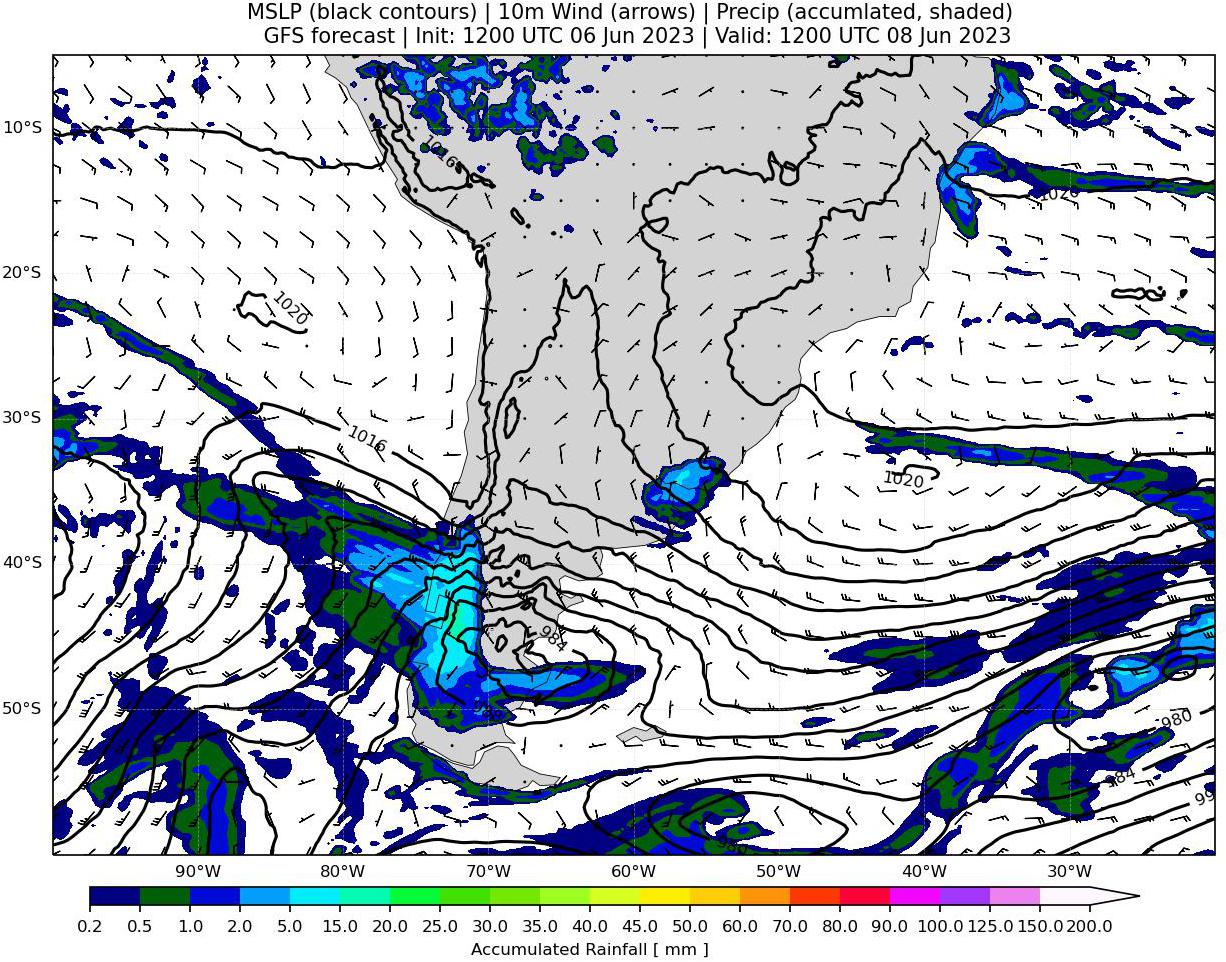 MSLP (black contours) | 10m Wind (arrows) | Precip (accumlated, shaded)
GFS forecast | Init: 1200 UTC 06 Jun 2023 | Valid: 1200 UTC 08 Jun 2023
10°S
1016
1020
20°S
1020
30°S
1016
1020
40°S
984
50°S
980
984
980
90°W 80°W 70°W 60°W 50°W 40°W 30°W
0.2 0.5 1.0 2.0 5.0 10.0 15.0 20.0 25.0 30.0 35.0 40.0 45.0 50.0 60.0 70.0 80.0 90.0 100.0 125.0 150.0 200.0
Accumulated Rainfall [ mm ]